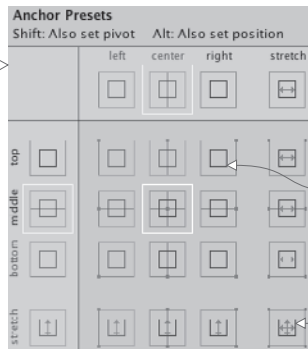 Anchor Presets
Shift: Also set pivot Alt: Also set position
left center right stretch
top
middle
bottom
stretch